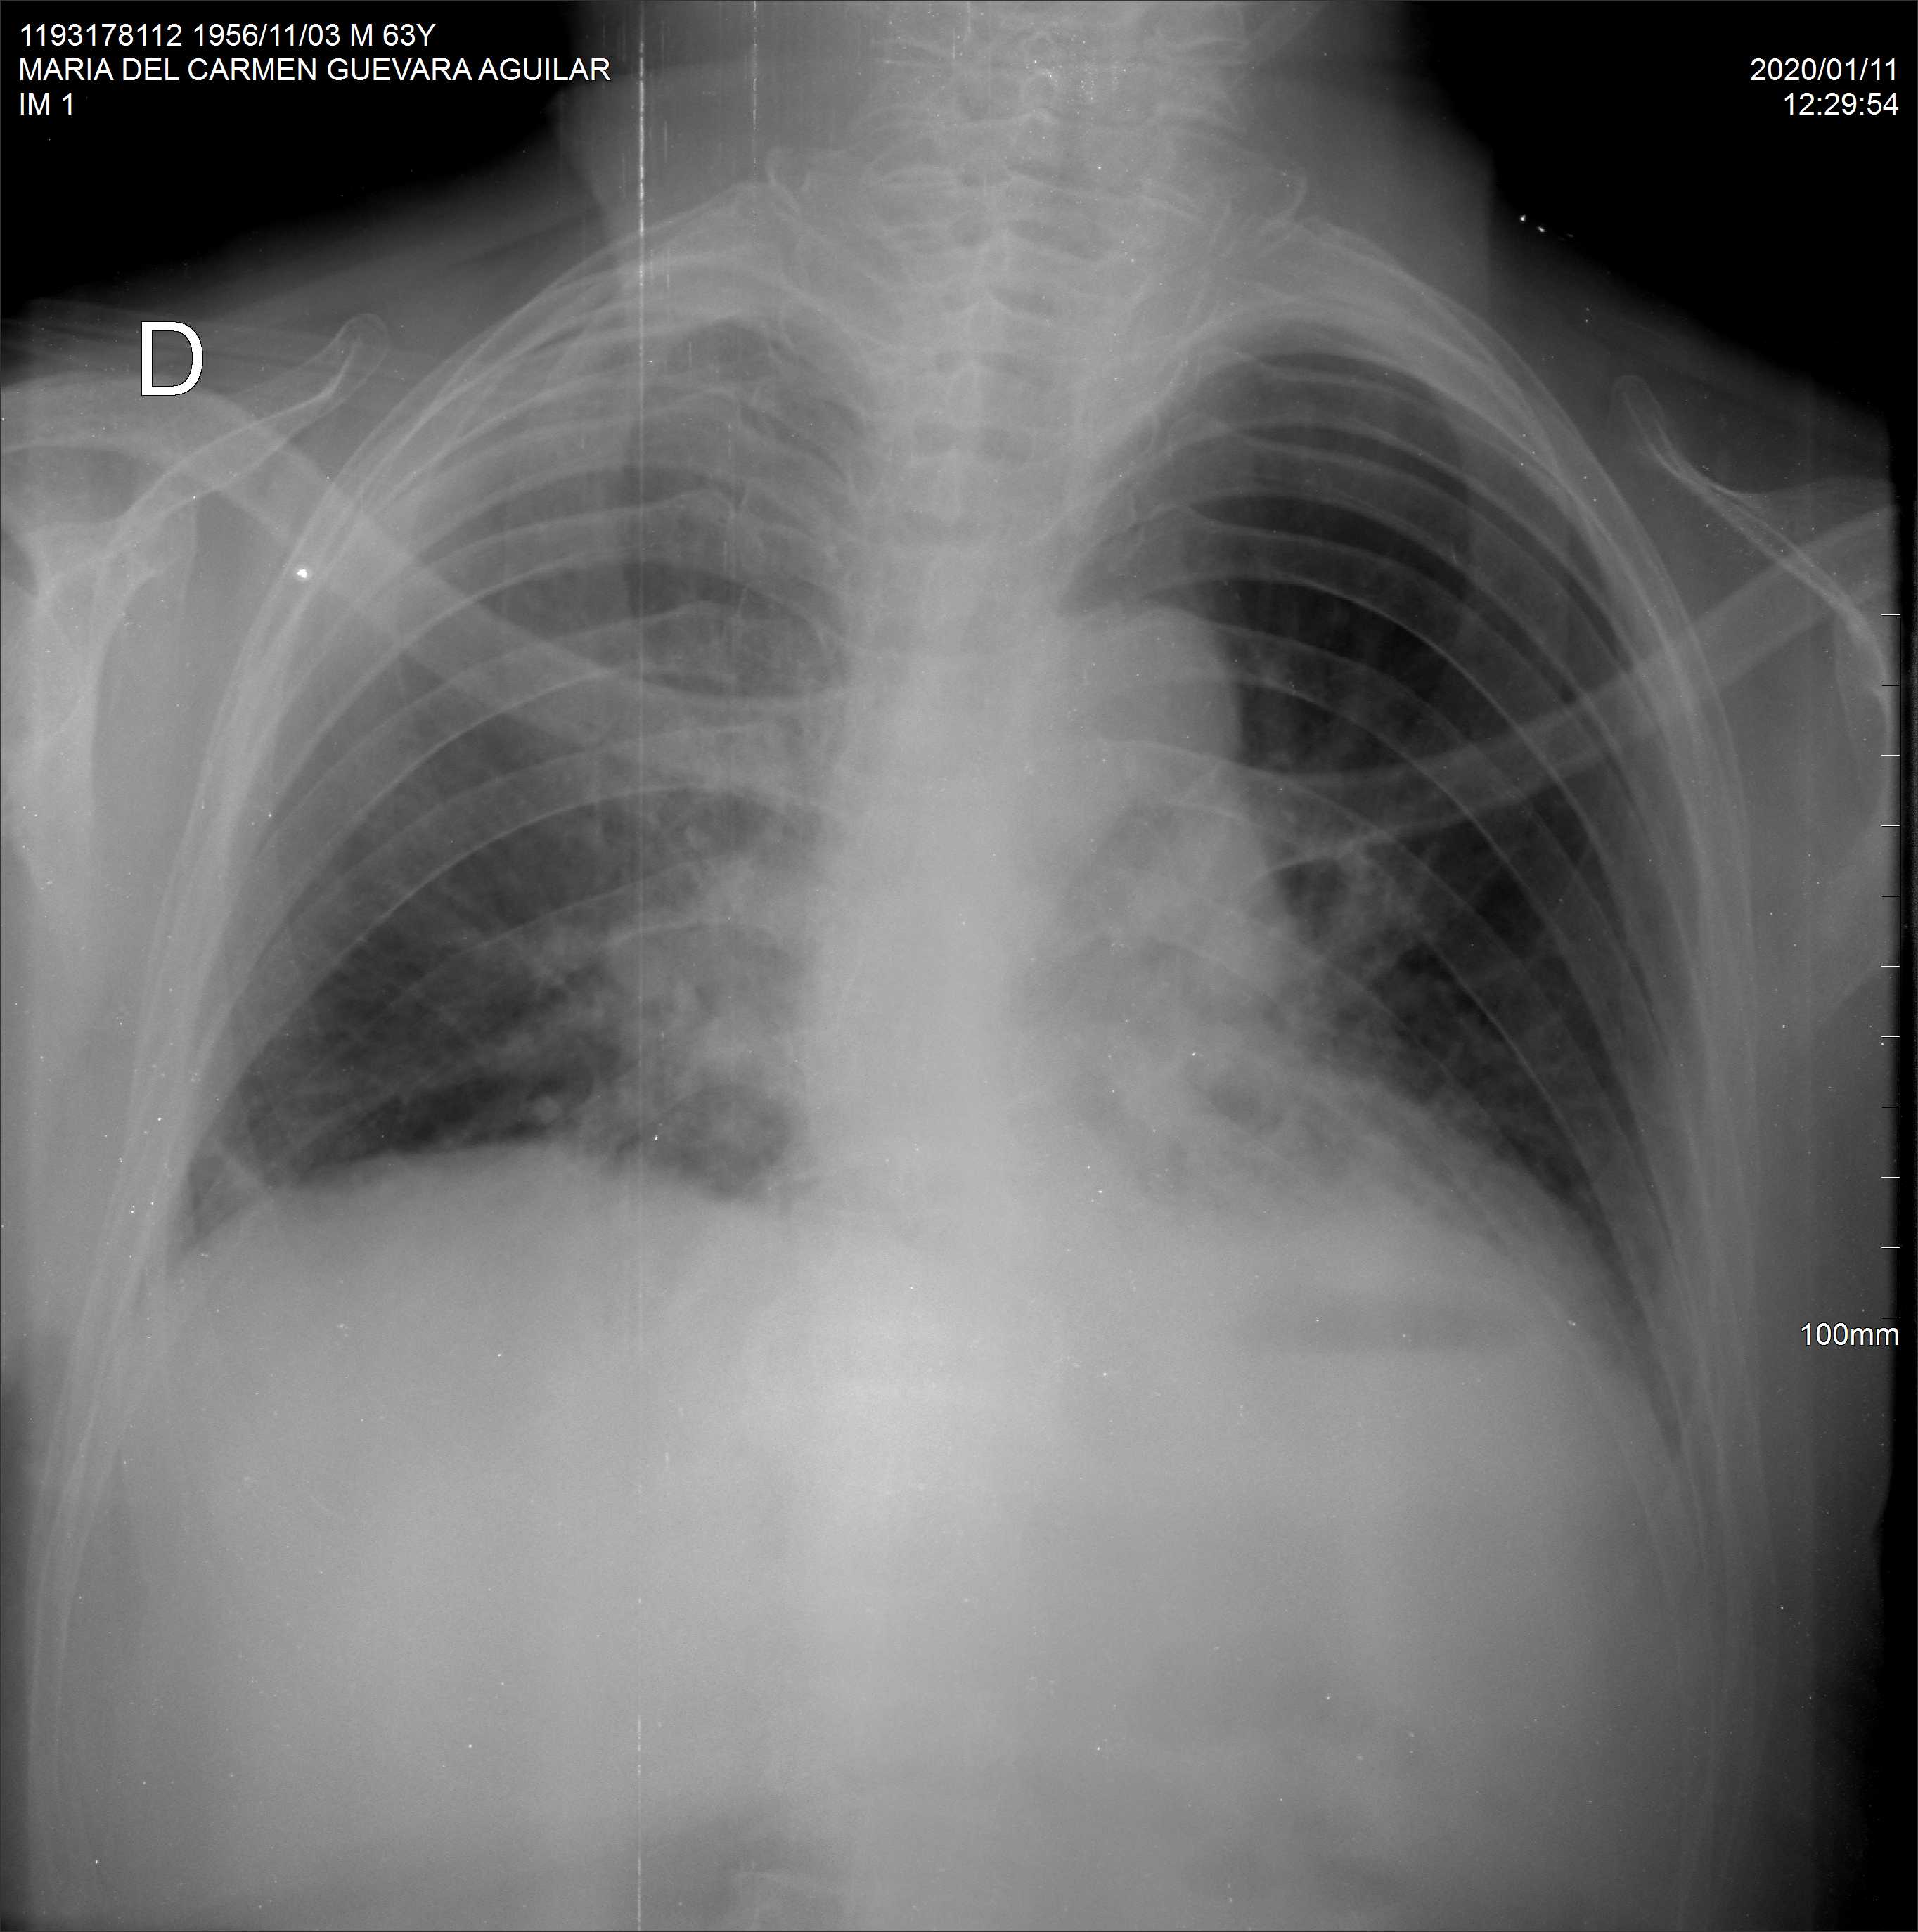 1193178112 1956/11/03 M 63Y
MARIA DEL CARMEN GUEVARA AGUILAR
IM 1
2020/01/11
12:29:54
D
100mm